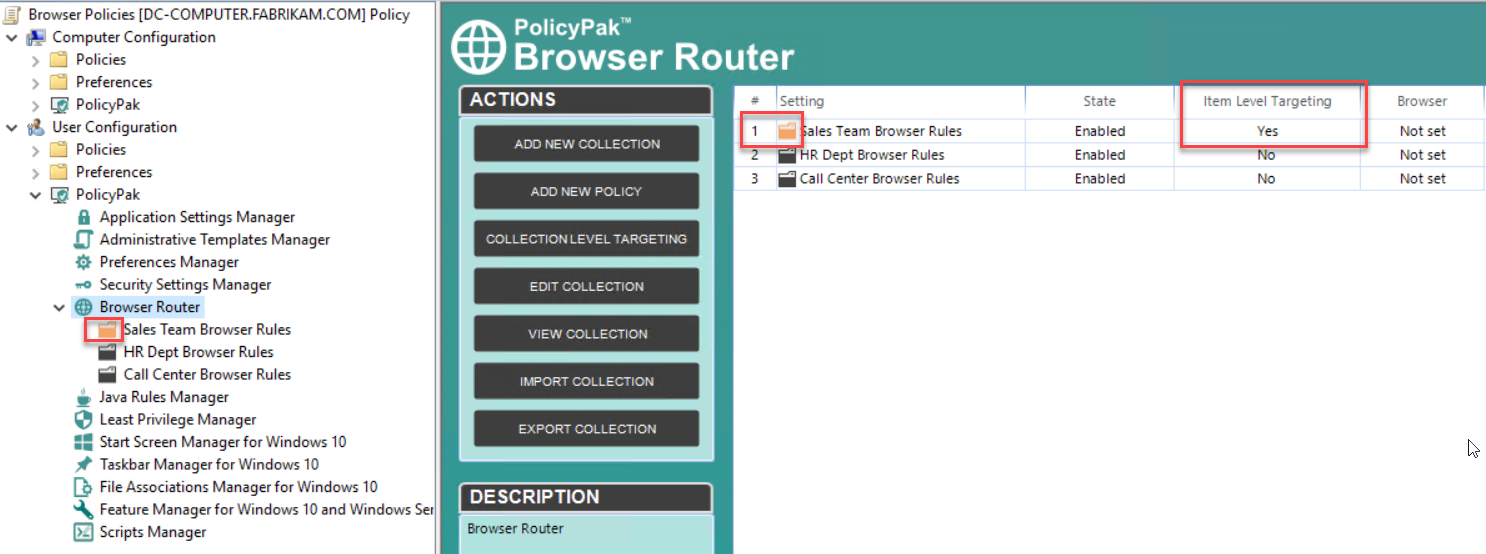 Browser Policies [DC-COMPUTER.FABRIKAM.COM] Policy
Computer Configuration
Policies
Preferences
PolicyPak
User Configuration
Policies
Preferences
PolicyPak
Application Settings Manager
Administrative Templates Manager
Preferences Manager
Security Settings Manager
Browser Router
Sales Team Browser Rules
HR Dept Browser Rules
Call Center Browser Rules
Java Rules Manager
Least Privilege Manager
Start Screen Manager for Windows 10
Taskbar Manager for Windows 10
File Associations Manager for Windows 10
Feature Manager for Windows 10 and Windows Ser
Scripts Manager
PolicyPak™
Browser Router
ACTIONS
ADD NEW COLLECTION
ADD NEW POLICY
COLLECTION LEVEL TARGETING
EDIT COLLECTION
VIEW COLLECTION
IMPORT COLLECTION
EXPORT COLLECTION
DESCRIPTION
Browser Router
# Setting State Item Level Targeting Browser
1 Sales Team Browser Rules Enabled Yes Not set
2 HR Dept Browser Rules Enabled No Not set
3 Call Center Browser Rules Enabled No Not set